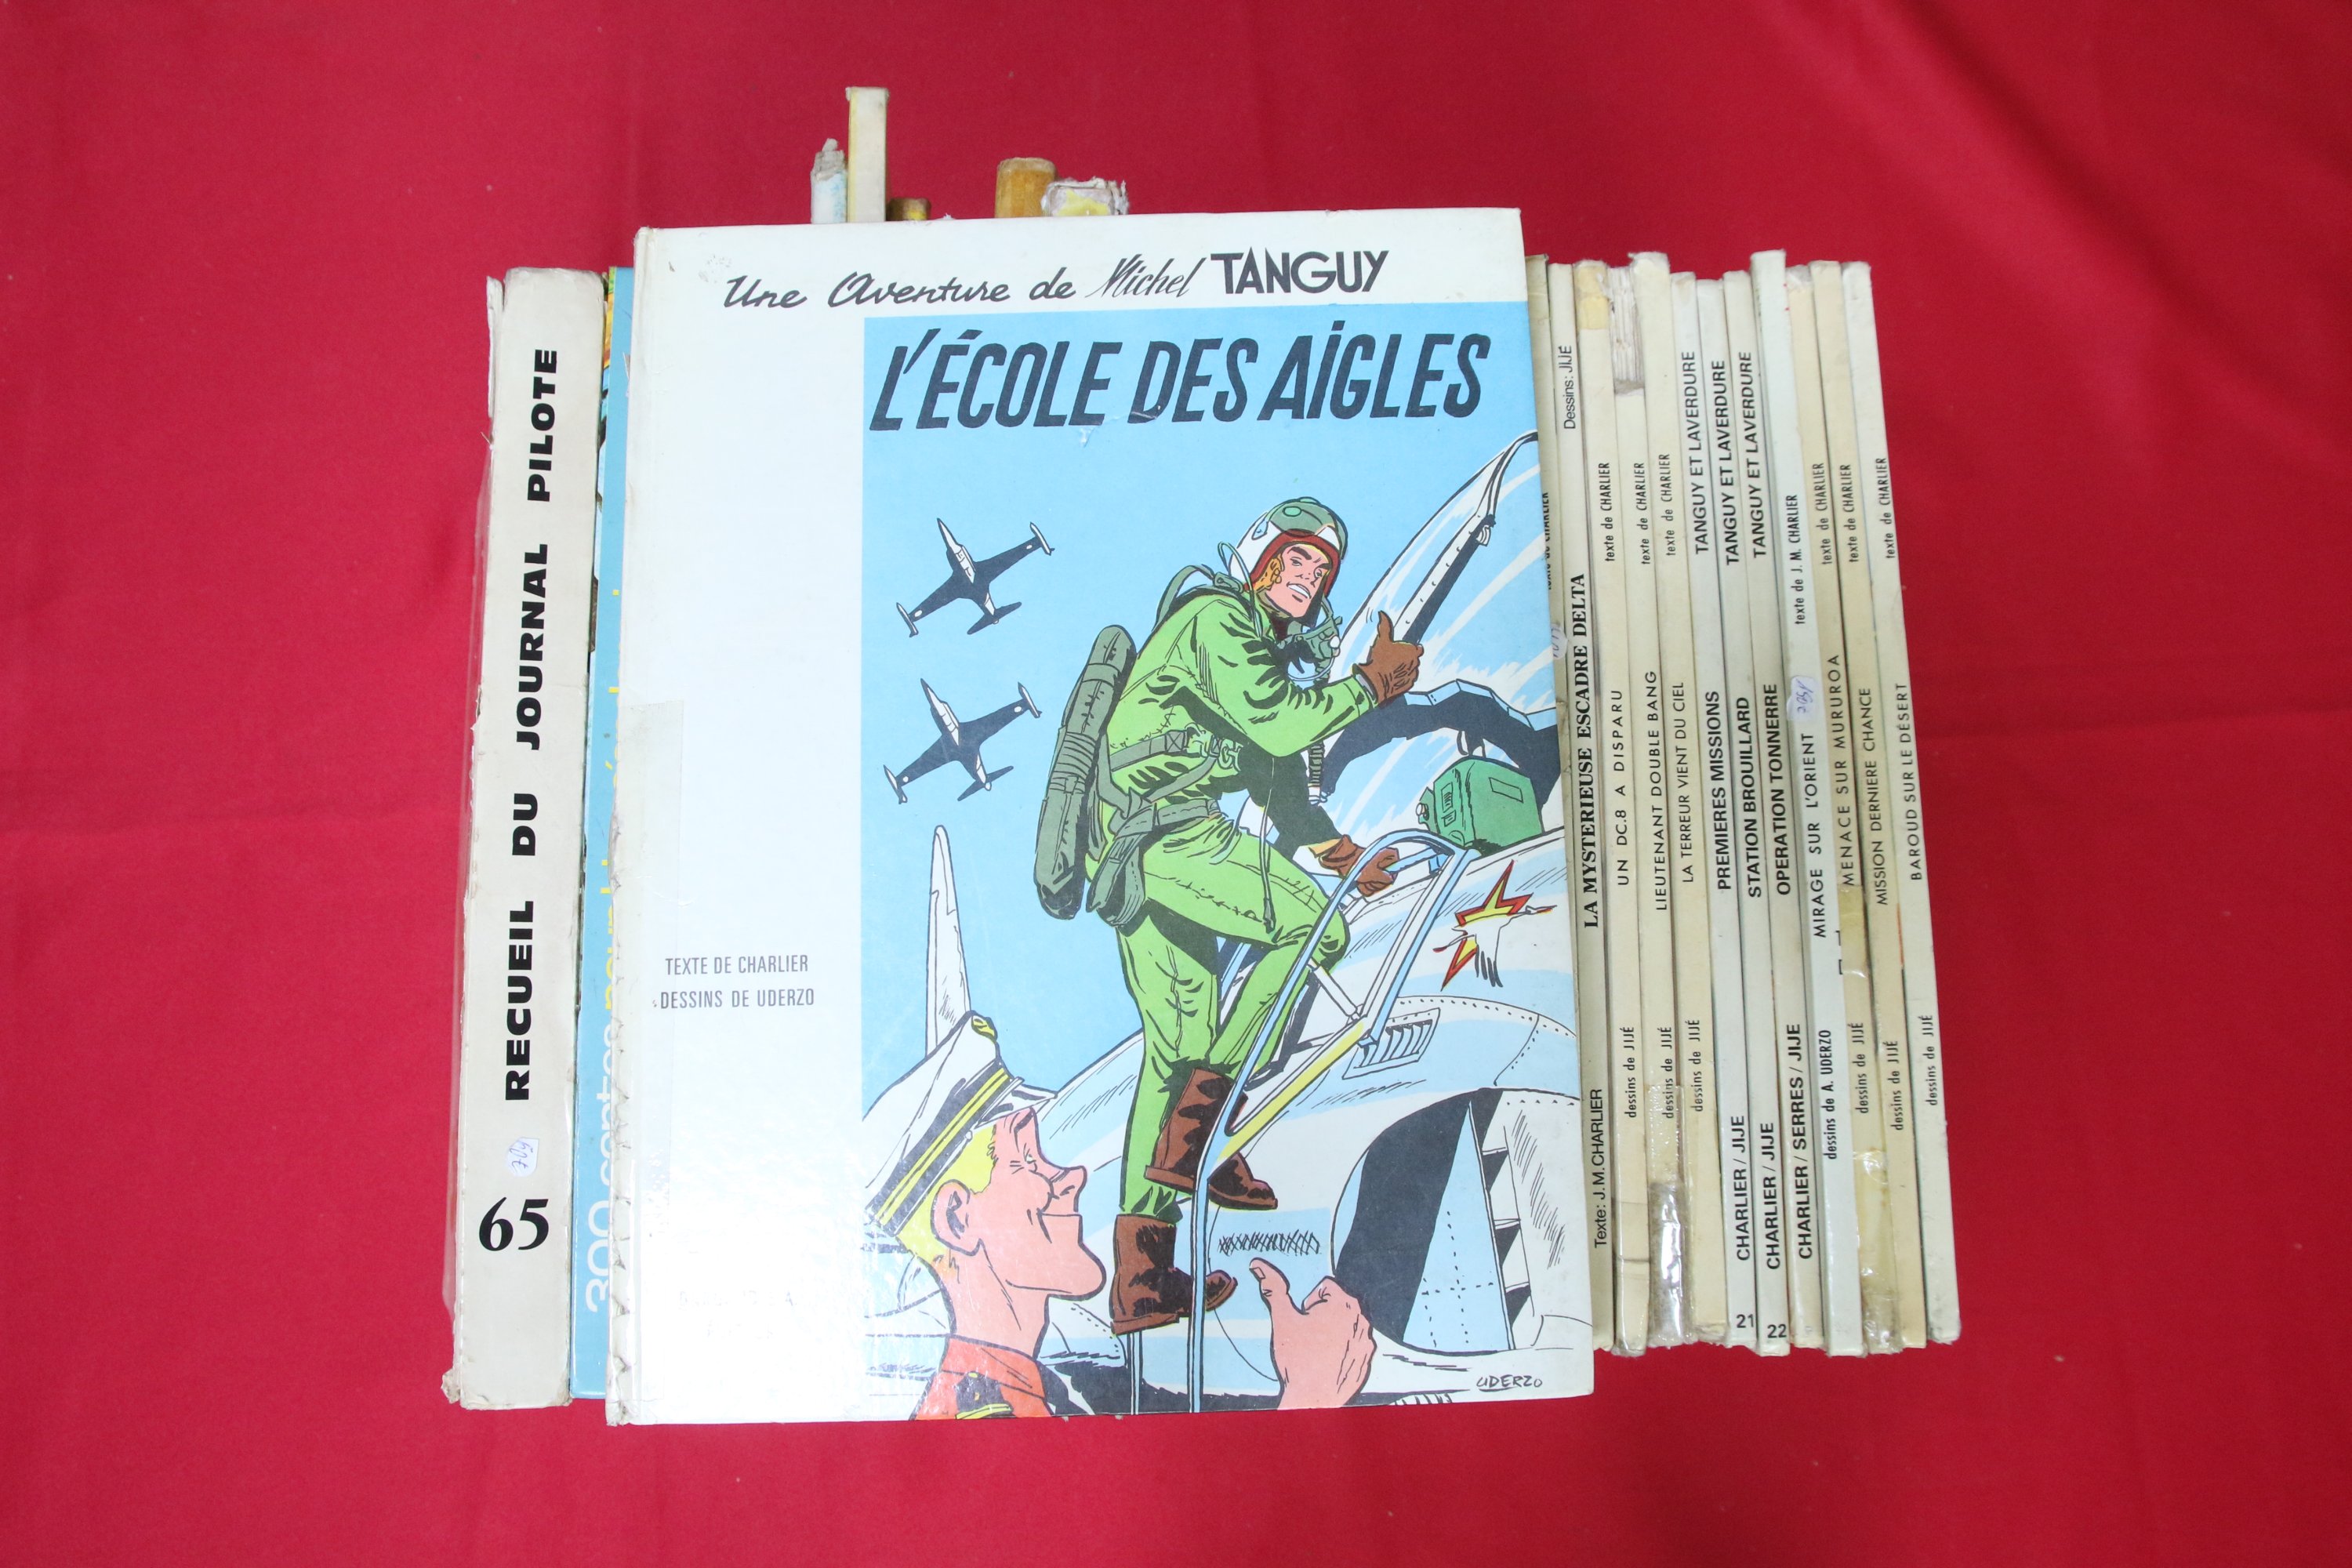 RECUEIL DU JOURNAL PILOTE
65
Une Aventure de Michel TANGUY
L'ÉCOLE DES AIGLES
TEXTE DE CHARLIER
DESSINS DE UDERZO
UDERZO
Dessins: JIJÉ
LA MYSTERIEUSE ESCADRE DELTA
Texte: J.M.CHARLIER
texte de CHARLIER
UN DC.8 A DISPARU
dessins de JIJÉ
texte de CHARLIER
LIEUTENANT DOUBLE BANG
dessins de JIJÉ
texte de CHARLIER
LA TERREUR VIENT DU CIEL
dessins de JIJÉ
TANGUY ET LAVERDURE
PREMIERES MISSIONS
CHARLIER / JIJE
21
TANGUY ET LAVERDURE
STATION BROUILLARD
CHARLIER / JIJE
22
TANGUY ET LAVERDURE
OPERATION TONNERRE
CHARLIER / SERRES / JIJE
texte de J. M. CHARLIER
MIRAGE SUR L'ORIENT
dessins de A. UDERZO
texte de CHARLIER
MENACE SUR MURUROA
dessins de JIJÉ
texte de CHARLIER
MISSION DERNIERE CHANCE
dessins de JIJÉ
texte de CHARLIER
BAROUD SUR LE DÉSERT
dessins de JIJÉ